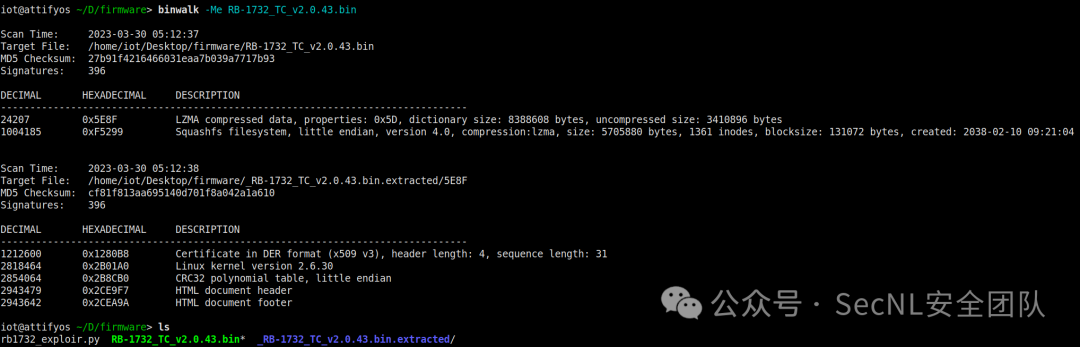 iot@attifyos ~/D/firmware> binwalk -Me RB-1732_TC_v2.0.43.bin
Scan Time:     2023-03-30 05:12:37
Target File:   /home/iot/Desktop/firmware/RB-1732_TC_v2.0.43.bin
MD5 Checksum:  27b91f4216466031eaa7b039a7717b93
Signatures:    396
DECIMAL       HEXADECIMAL     DESCRIPTION
--------------------------------------------------------------------------------
24207         0x5E8F          LZMA compressed data, properties: 0x5D, dictionary size: 8388608 bytes, uncompressed size: 3410896 bytes
1004185       0xF5299         Squashfs filesystem, little endian, version 4.0, compression:lzma, size: 5705880 bytes, 1361 inodes, blocksize: 131072 bytes, created: 2038-02-10 09:21:04
Scan Time:     2023-03-30 05:12:38
Target File:   /home/iot/Desktop/firmware/_RB-1732_TC_v2.0.43.bin.extracted/5E8F
MD5 Checksum:  cf81f813aa695140d701f8a042a1a610
Signatures:    396
DECIMAL       HEXADECIMAL     DESCRIPTION
--------------------------------------------------------------------------------
1212600       0x1280B8        Certificate in DER format (x509 v3), header length: 4, sequence length: 31
2818464       0x2B01A0        Linux kernel version 2.6.30
2854064       0x2B8CB0        CRC32 polynomial table, little endian
2943479       0x2CE9F7        HTML document header
2943642       0x2CEA9A        HTML document footer
公众号 · SecNL安全团队
iot@attifyos ~/D/firmware> ls
rb1732_exploir.py  RB-1732_TC_v2.0.43.bin*  _RB-1732_TC_v2.0.43.bin.extracted/